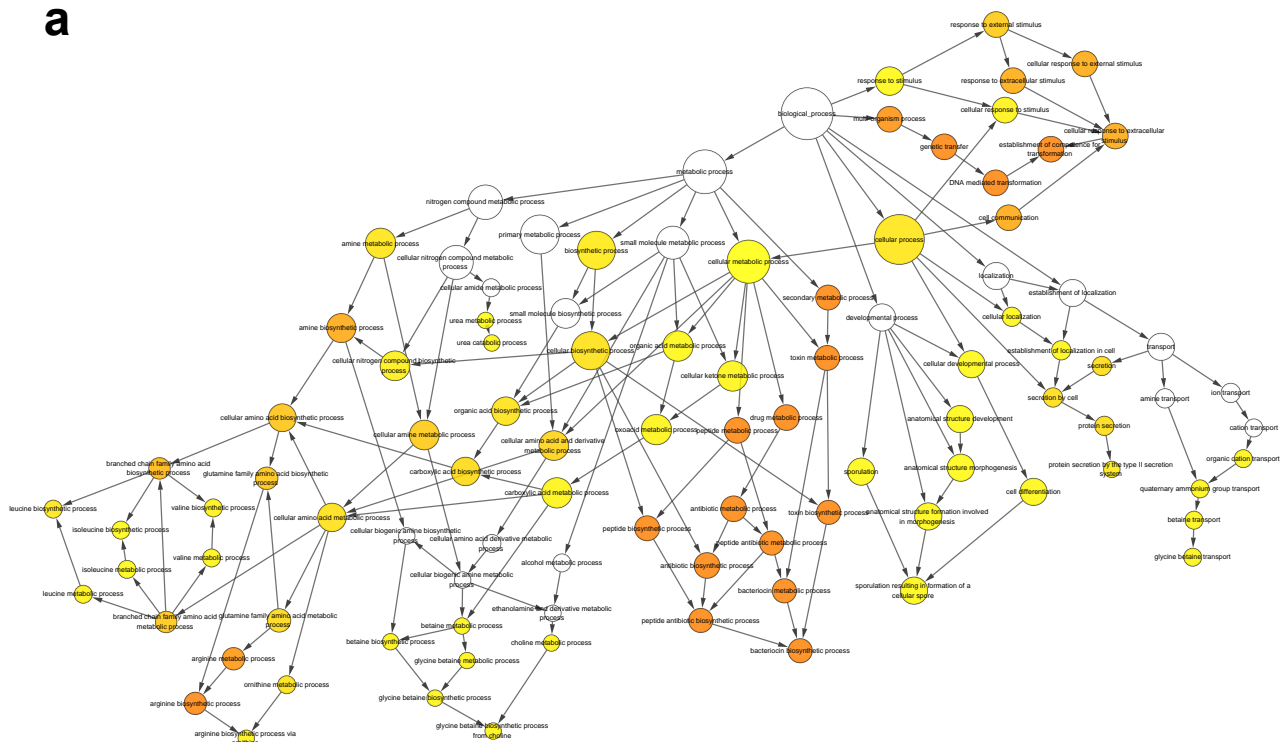 a
response to external stimulus
cellular response to external stimulus
response to stimulus
response to extracellular stimulus
biological_process
cellular response to stimulus
multi-organism process
cellular response to extracellular
stimulus
genetic transfer
establishment of competence for
transformation
metabolic process
DNA mediated transformation
nitrogen compound metabolic process
cell communication
primary metabolic process
small molecule metabolic process
amine metabolic process
biosynthetic process
cellular process
cellular nitrogen compound metabolic
process
cellular metabolic process
localization
cellular amide metabolic process
secondary metabolic process
establishment of localization
small molecule biosynthetic process
developmental process
cellular localization
urea metabolic process
amine biosynthetic process
urea catabolic process
cellular biosynthetic process
organic acid metabolic process
toxin metabolic process
establishment of localization in cell
transport
cellular nitrogen compound biosynthetic
process
cellular developmental process
secretion
cellular ketone metabolic process
ion transport
secretion by cell
amine transport
cellular amino acid biosynthetic process
organic acid biosynthetic process
drug metabolic process
anatomical structure development
cation transport
cellular amine metabolic process
cellular amino acid and derivative
metabolic process
oxoacid metabolic process
peptide metabolic process
protein secretion
branched chain family amino acid
biosynthetic process
glutamine family amino acid biosynthetic
process
carboxylic acid biosynthetic process
sporulation
anatomical structure morphogenesis
protein secretion by the type II secretion
system
organic cation transport
carboxylic acid metabolic process
cell differentiation
quaternary ammonium group transport
leucine biosynthetic process
valine biosynthetic process
cellular amino acid metabolic process
antibiotic metabolic process
toxin biosynthetic process
anatomical structure formation involved
in morphogenesis
betaine transport
isoleucine biosynthetic process
cellular biogenic amine biosynthetic
process
cellular amino acid derivative metabolic
process
peptide biosynthetic process
peptide antibiotic metabolic process
glycine betaine transport
valine metabolic process
alcohol metabolic process
antibiotic biosynthetic process
isoleucine metabolic process
cellular biogenic amine metabolic
process
bacteriocin metabolic process
sporulation resulting in formation of a
cellular spore
leucine metabolic process
ethanolamine and derivative metabolic
process
branched chain family amino acid
metabolic process
glutamine family amino acid metabolic
process
betaine metabolic process
peptide antibiotic biosynthetic process
betaine biosynthetic process
choline metabolic process
bacteriocin biosynthetic process
arginine metabolic process
glycine betaine metabolic process
ornithine metabolic process
glycine betaine biosynthetic process
arginine biosynthetic process
glycine betaine biosynthetic process
from choline
arginine biosynthetic process via